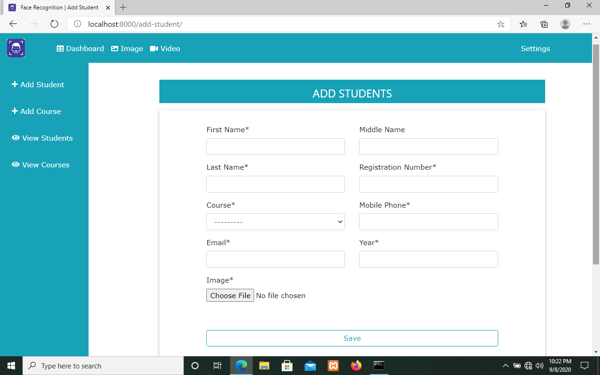 Face Recognition | Add Student
localhost:8000/add-student/
Dashboard Image Video Settings
Add Student
Add Course
View Students
View Courses
ADD STUDENTS
First Name* Middle Name
Last Name* Registration Number*
Course* Mobile Phone*
---------
Email* Year*
Image*
Choose File No file chosen
Save
Type here to search
10:22 PM
9/8/2020